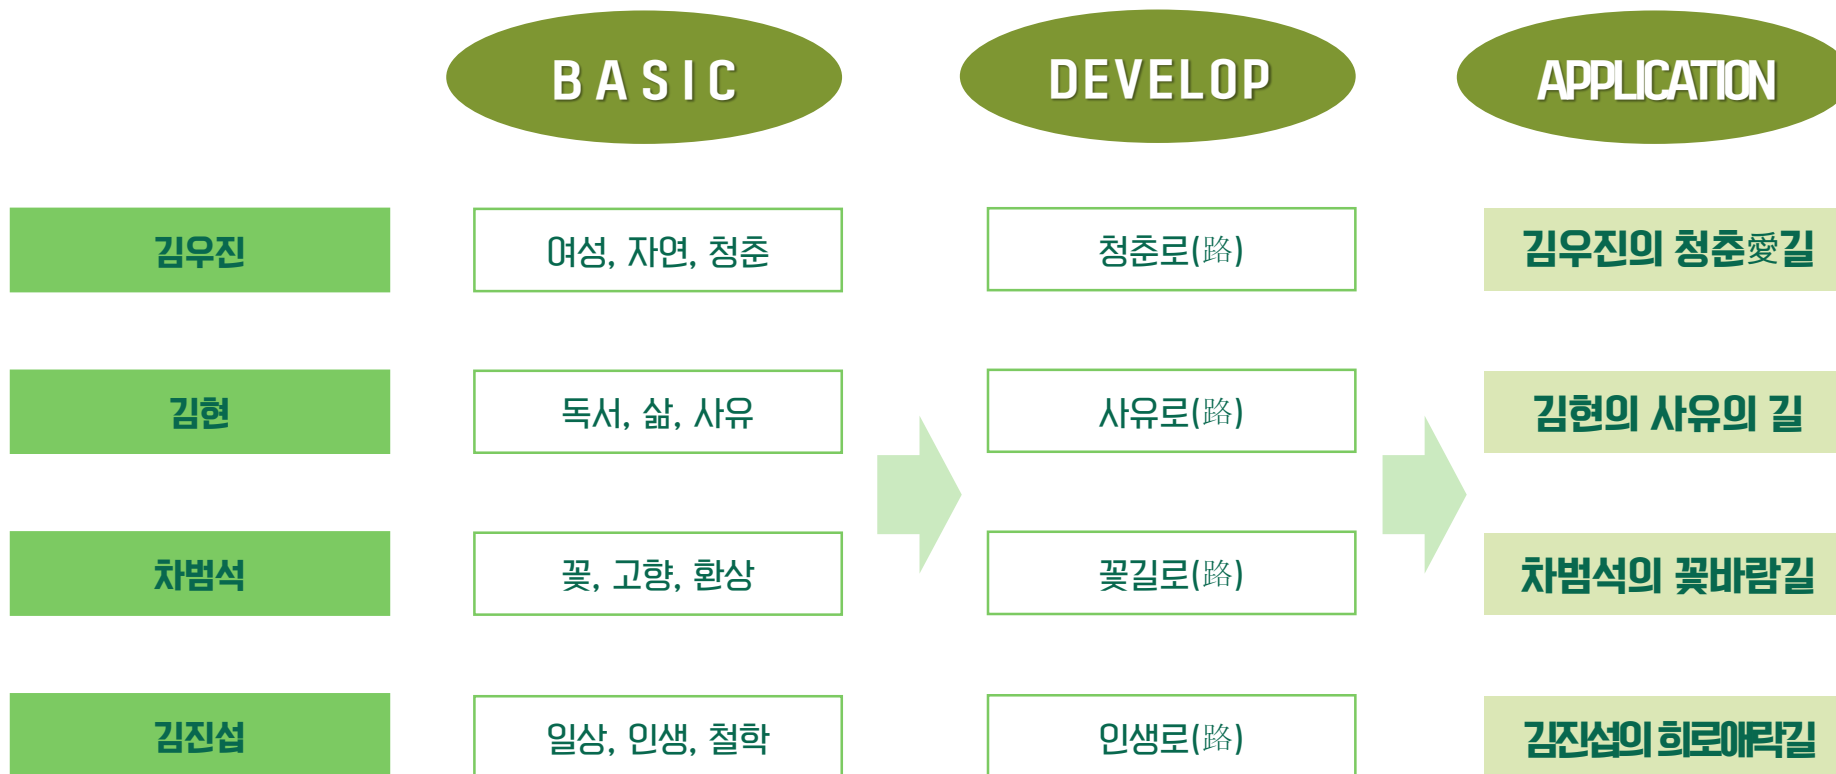 BASIC
DEVELOP
APPLICATION
김우진
여성, 자연, 청춘
청춘로(路)
김우진의 청춘愛길
김현
독서, 삶, 사유
사유로(路)
김현의 사유의 길
차범석
꽃, 고향, 환상
꽃길로(路)
차범석의 꽃바람길
김진섭
일상, 인생, 철학
인생로(路)
김진섭의 희로애락길